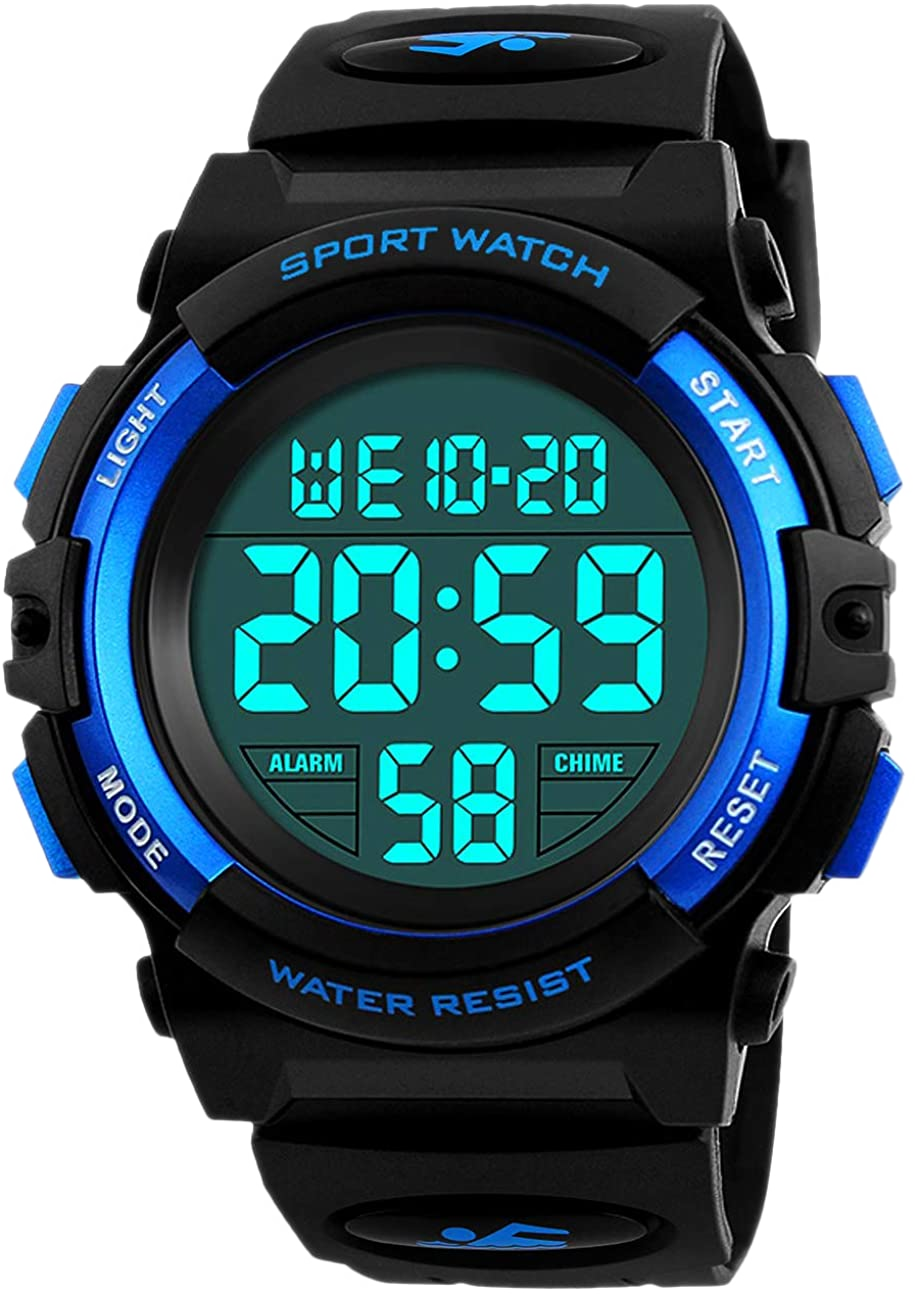 SPORT WATCH
LIGHT
START
WE 10-20
20:59
ALARM
58
CHIME
MODE
RESET
WATER RESIST